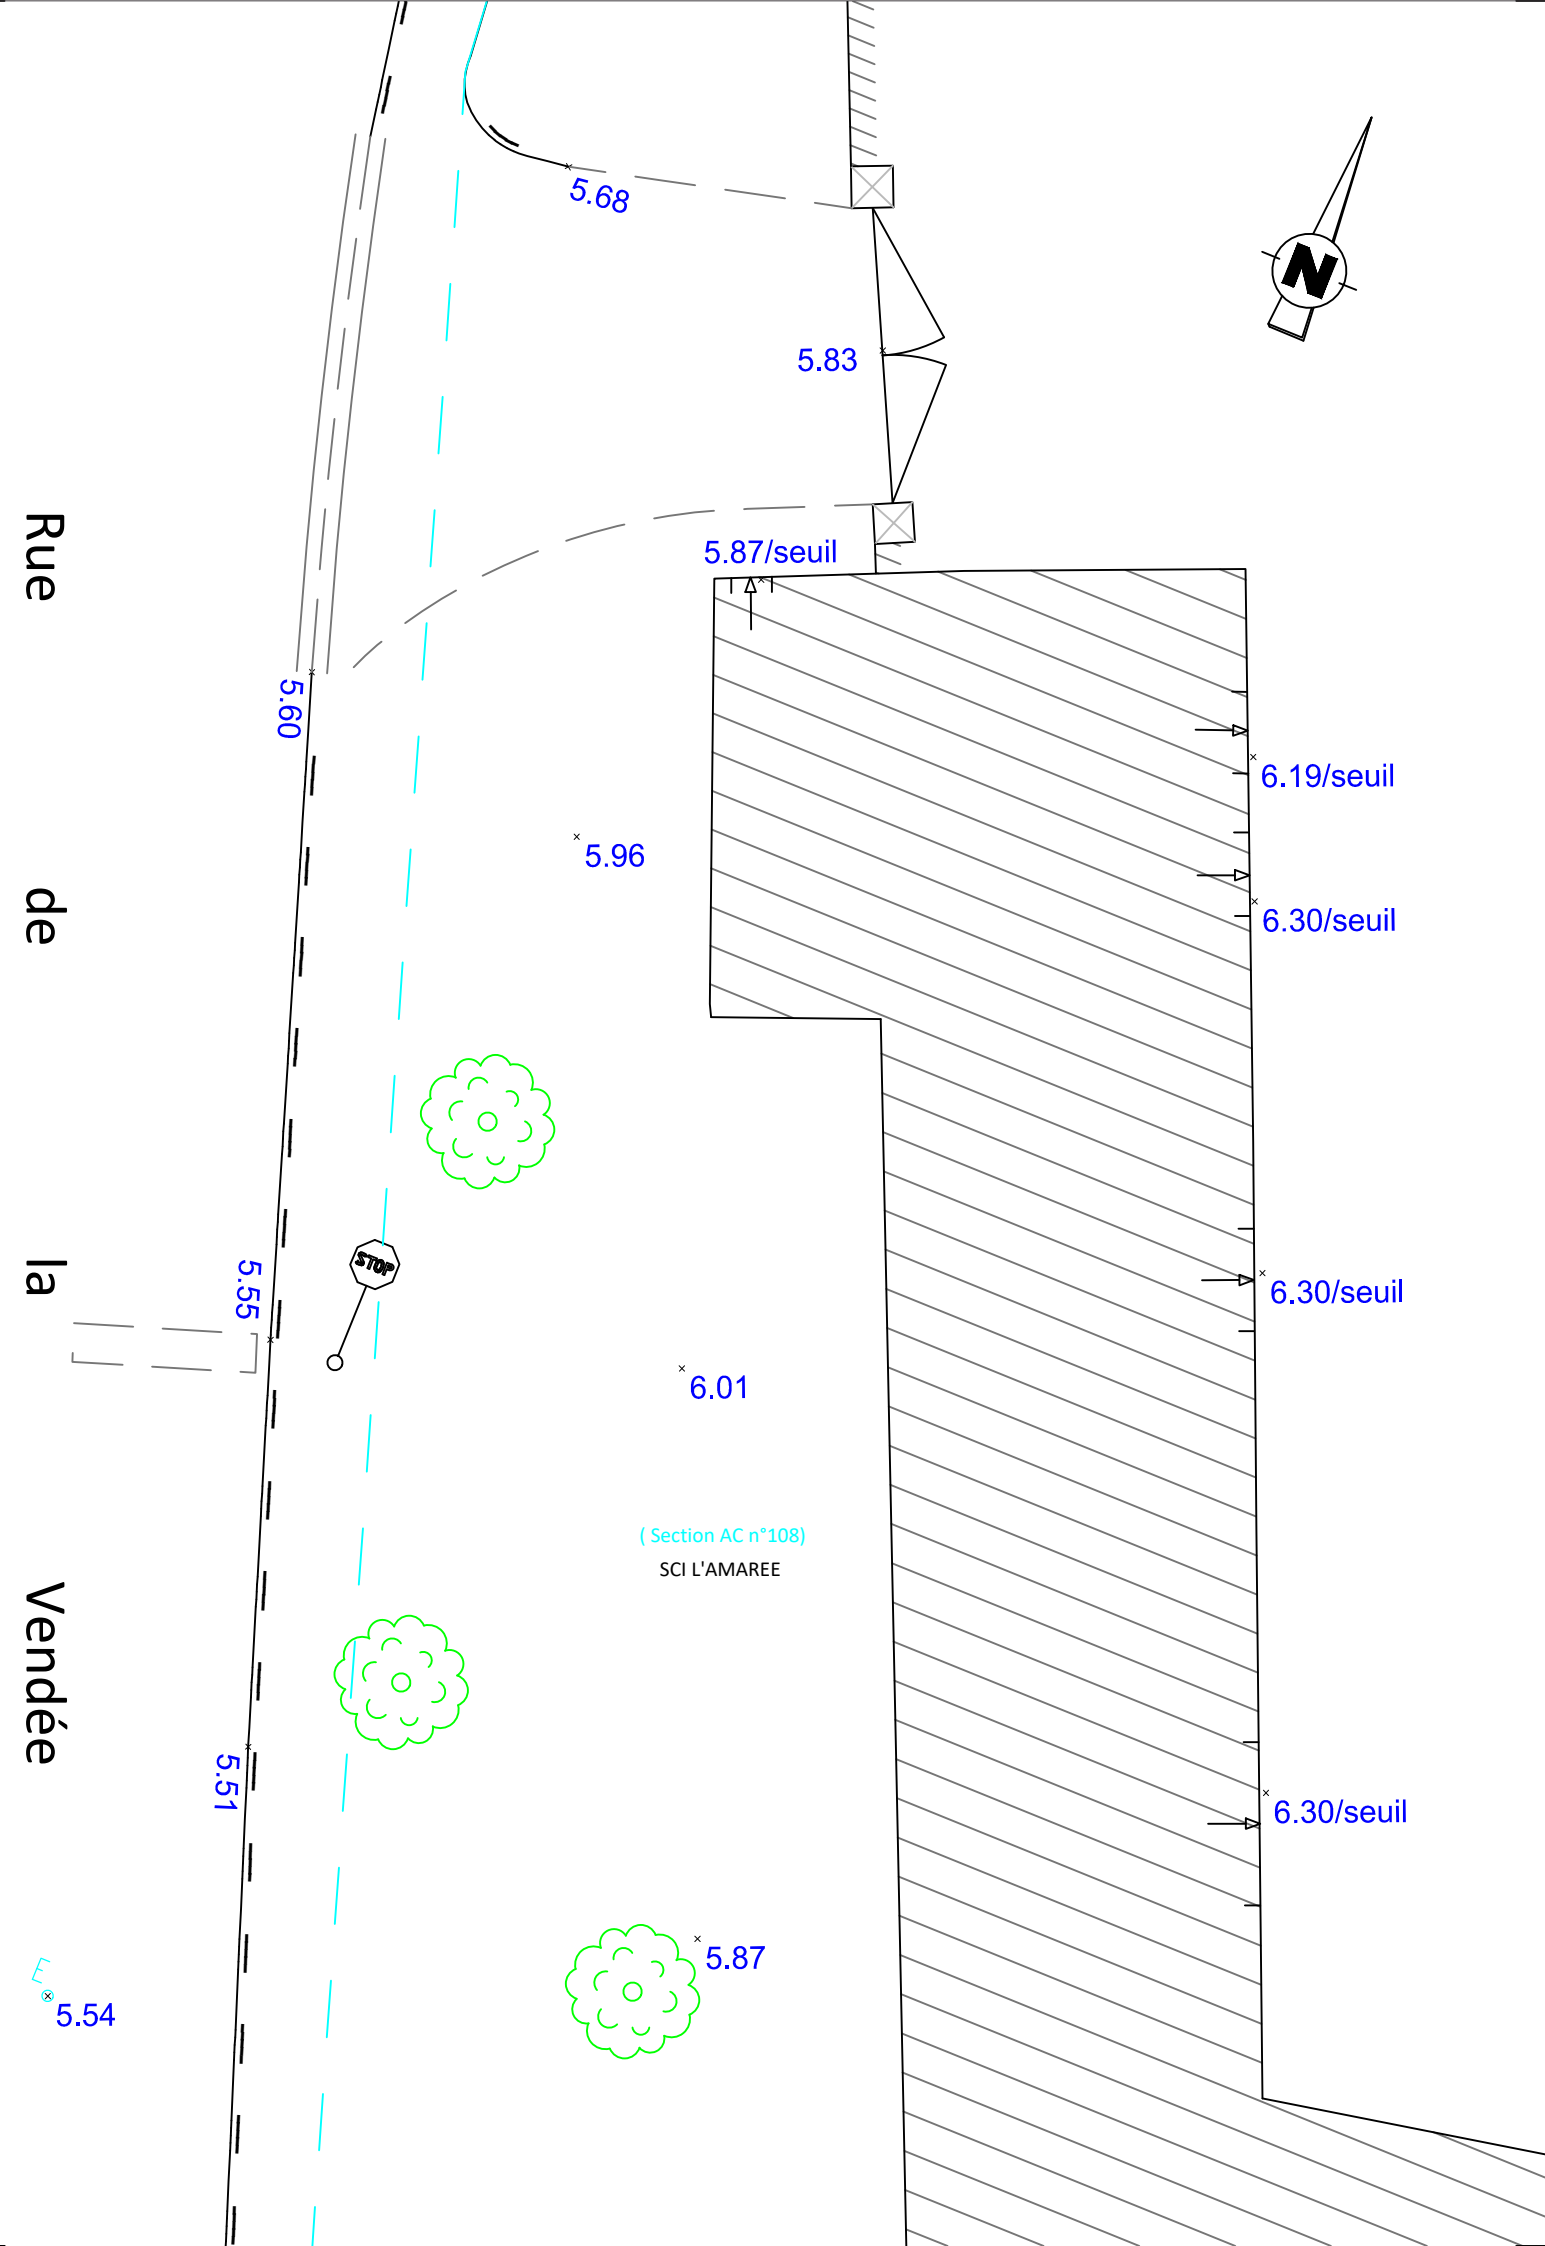 5.68
N
5.83
5.87/seuil
5.60
6.19/seuil
5.96
6.30/seuil
STOP
5.55
6.30/seuil
6.01
( Section AC n°108)
SCI L'AMAREE
5.51
6.30/seuil
5.87
E
5.54
Rue de la Vendée